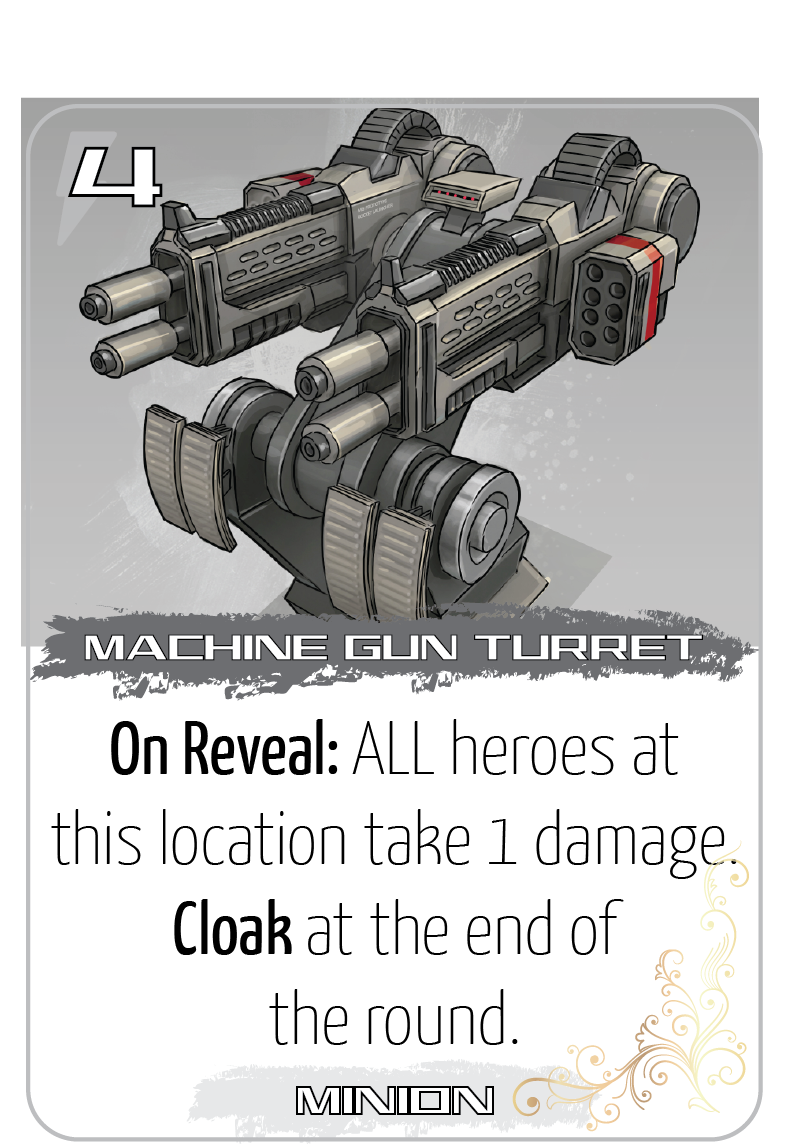 4
MACHINE GUN TURRET
On Reveal: ALL heroes at
this location take 1 damage.
Cloak at the end of
the round.
MINION